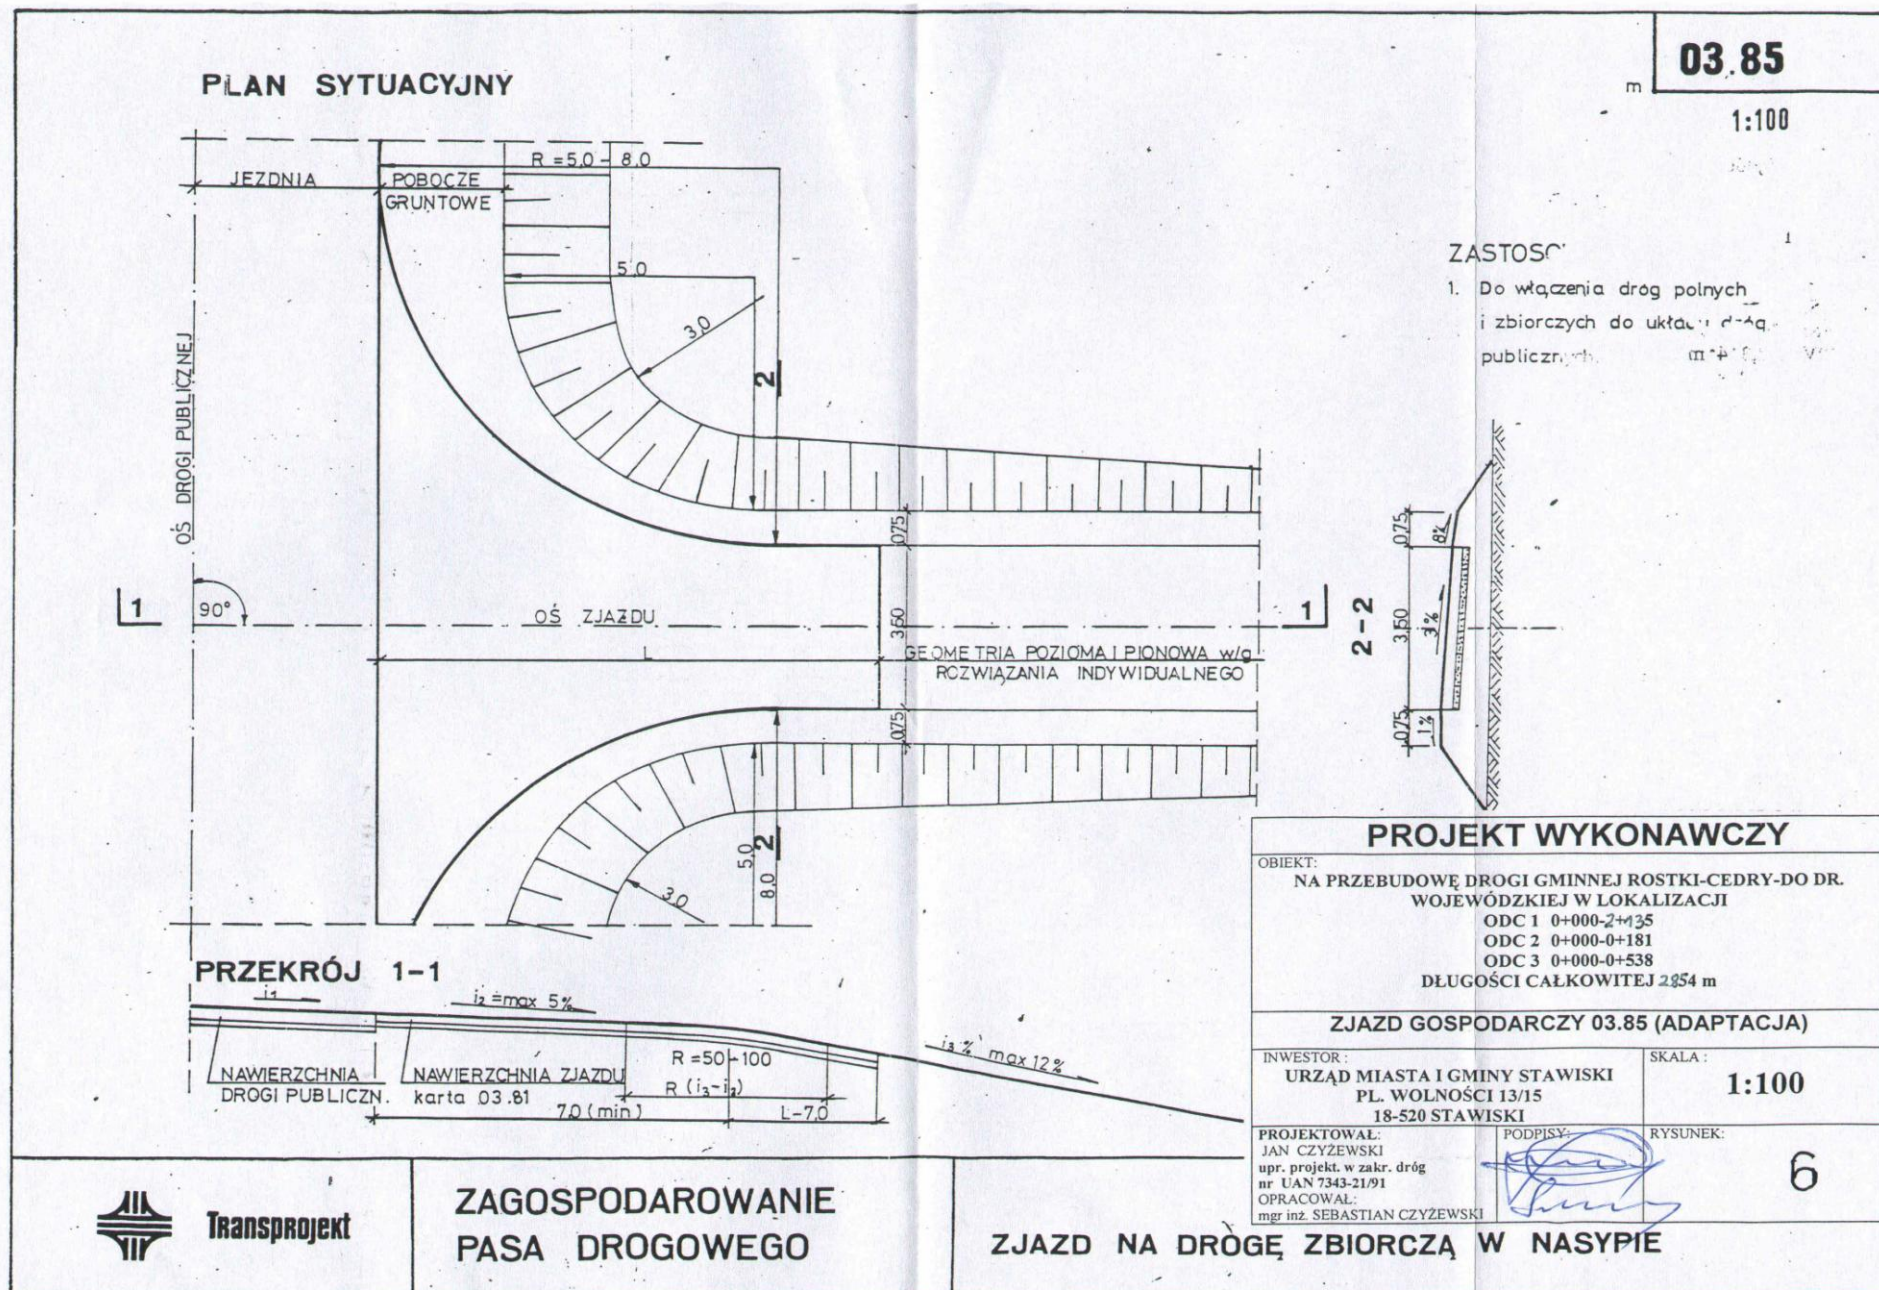 03.85
m
1:100
PLAN SYTUACYJNY
R = 5,0 - 8,0
JEZDNIA
POBOCZE
GRUNTOWE
5,0
3,0
2
OŚ DROGI PUBLICZNEJ
ZASTOSO
1. Do włączenia dróg polnych
i zbiorczych do układu dróg
publicznych
0,75
8%
0,75
90°
1
OŚ ZJAZDU
3,50
1
2-2
3,50
3%
L
GEOMETRIA POZIOMA I PIONOWA w/g
ROZWIĄZANIA INDYWIDUALNEGO
0,75
0,75
1%
2
5,0
8,0
3,0
PRZEKRÓJ 1-1
i1
i2 = max 5%
i3 % max 12%
R = 50-100
NAWIERZCHNIA
DROGI PUBLICZN.
NAWIERZCHNIA ZJAZDU
karta 03.81
R (i3-i2)
7,0 (min)
L-7,0
PROJEKT WYKONAWCZY
OBIEKT:
NA PRZEBUDOWĘ DROGI GMINNEJ ROSTKI-CEDRY-DO DR.
WOJEWÓDZKIEJ W LOKALIZACJI
ODC 1 0+000-2+135
ODC 2 0+000-0+181
ODC 3 0+000-0+538
DŁUGOŚCI CAŁKOWITEJ 2854 m
ZJAZD GOSPODARCZY 03.85 (ADAPTACJA)
INWESTOR :
URZĄD MIASTA I GMINY STAWISKI
PL. WOLNOŚCI 13/15
18-520 STAWISKI
SKALA :
1:100
PROJEKTOWAŁ:
JAN CZYŻEWSKI
upr. projekt. w zakr. dróg
nr UAN 7343-21/91
OPRACOWAŁ:
mgr inż. SEBASTIAN CZYŻEWSKI
PODPISY:
RYSUNEK:
6
Transprojekt
ZAGOSPODAROWANIE
PASA DROGOWEGO
ZJAZD NA DROGĘ ZBIORCZĄ W NASYPIE